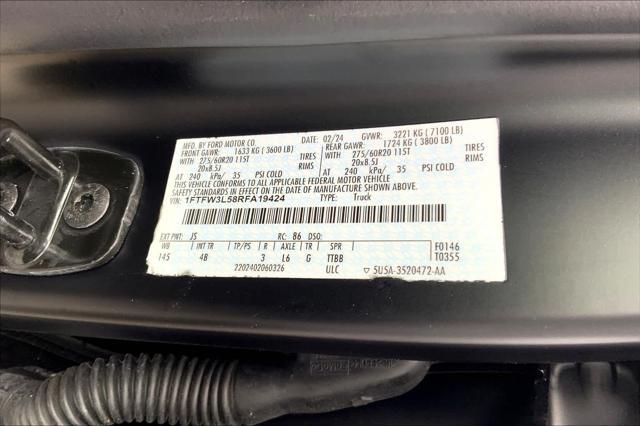 MFD. BY FORD MOTOR CO. DATE: 02/24 GVWR: 3221 KG ( 7100 LB)
FRONT GAWR: 1633 KG ( 3600 LB) REAR GAWR: 1724 KG ( 3800 LB)
WITH 275/60R20 115T TIRES WITH 275/60R20 115T TIRES
20x8.5J RIMS 20x8.5J RIMS
AT 240 kPa/ 35 PSI COLD AT 240 kPa/ 35 PSI COLD
THIS VEHICLE CONFORMS TO ALL APPLICABLE FEDERAL MOTOR VEHICLE
SAFETY STANDARDS IN EFFECT ON THE DATE OF MANUFACTURE SHOWN ABOVE.
VIN: 1FTFW3L58RFA19424 TYPE: Truck
EXT PNT: JS RC: 86 DSO: F0146
WB INT TR TP/PS R AXLE TR SPR T0355
145 4B 3 L6 G TTBB
2202402060326 ULC 5U5A-3520472-AA